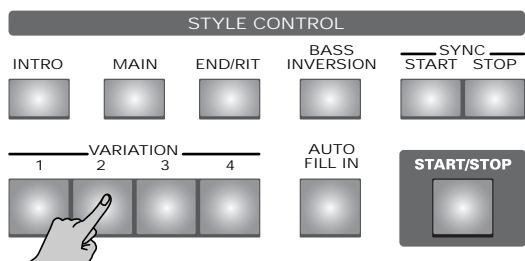 STYLE CONTROL
INTRO MAIN END/RIT BASS INVERSION SYNC START STOP
VARIATION
1 2 3 4
AUTO FILL IN
START/STOP